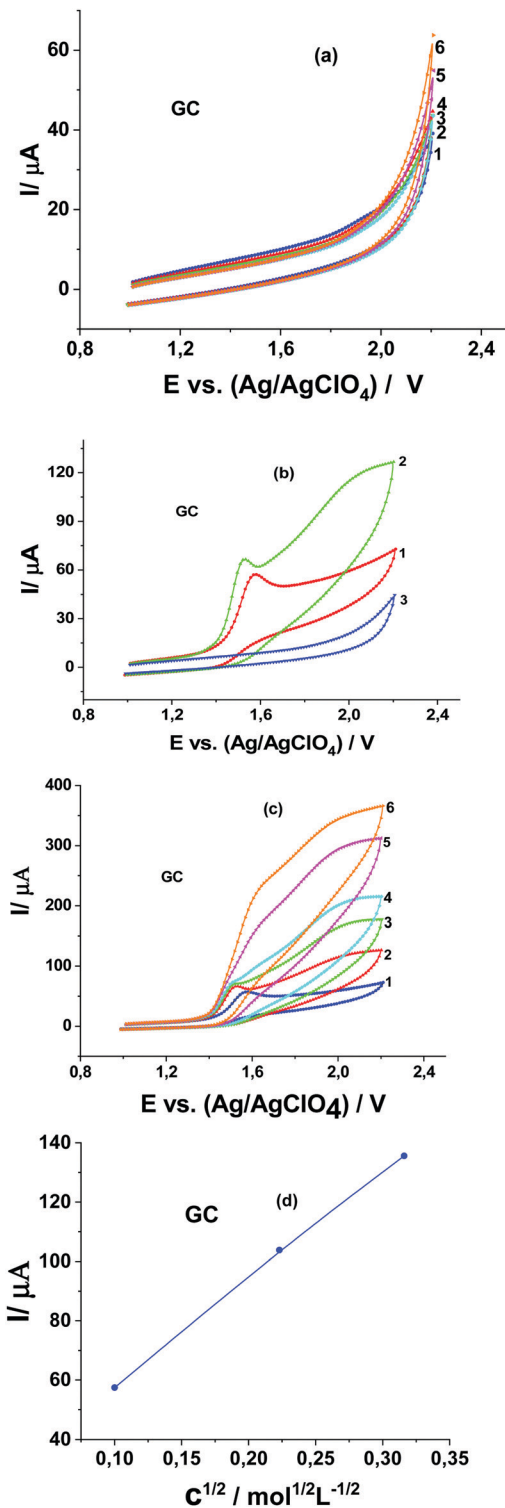 60
40
20
0
I/ μA
(a)
GC
6
5
4
3
2
1
0,8 1,2 1,6 2,0 2,4
E vs. (Ag/AgClO4) / V
120
90
60
30
0
I/ μA
(b)
GC
2
1
3
0,8 1,2 1,6 2,0 2,4
E vs. (Ag/AgClO4) / V
400
300
200
100
0
I/ μA
(c)
GC
6
5
4
3
2
1
0,8 1,2 1,6 2,0 2,4
E vs. (Ag/AgClO4) / V
140
120
100
80
60
40
I/ μA
GC (d)
0,10 0,15 0,20 0,25 0,30 0,35
C1/2 / mol1/2L-1/2